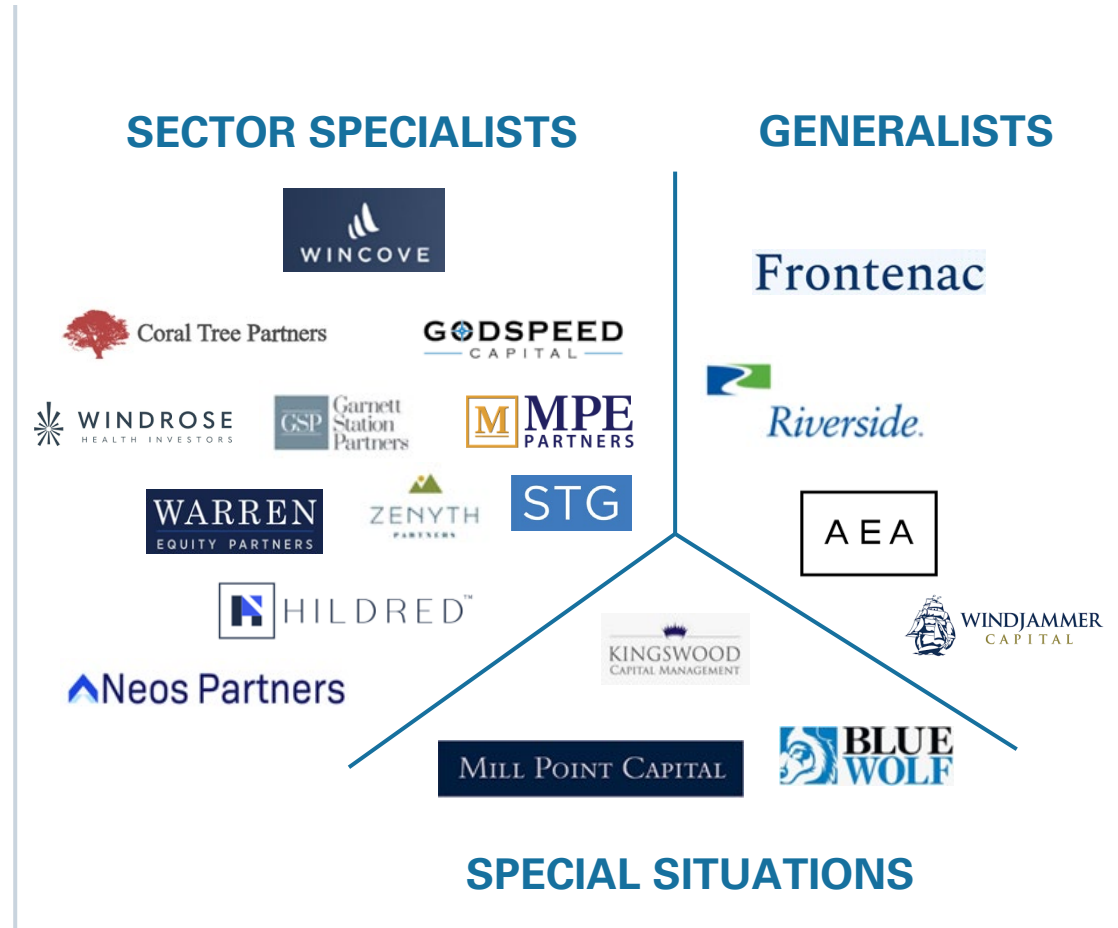 SECTOR SPECIALISTS
WINCOVE
Coral Tree Partners
GODSPEED
CAPITAL
WINDROSE
HEALTH INVESTORS
GSP
Garnett
Station
Partners
M
MPE
PARTNERS
WARREN
EQUITY PARTNERS
ZENYTH
PARTNERS
STG
HILDRED™
Neos Partners
GENERALISTS
Frontenac
Riverside.
AEA
WINDJAMMER
CAPITAL
KINGSWOOD
CAPITAL MANAGEMENT
MILL POINT CAPITAL
BLUE
WOLF
SPECIAL SITUATIONS